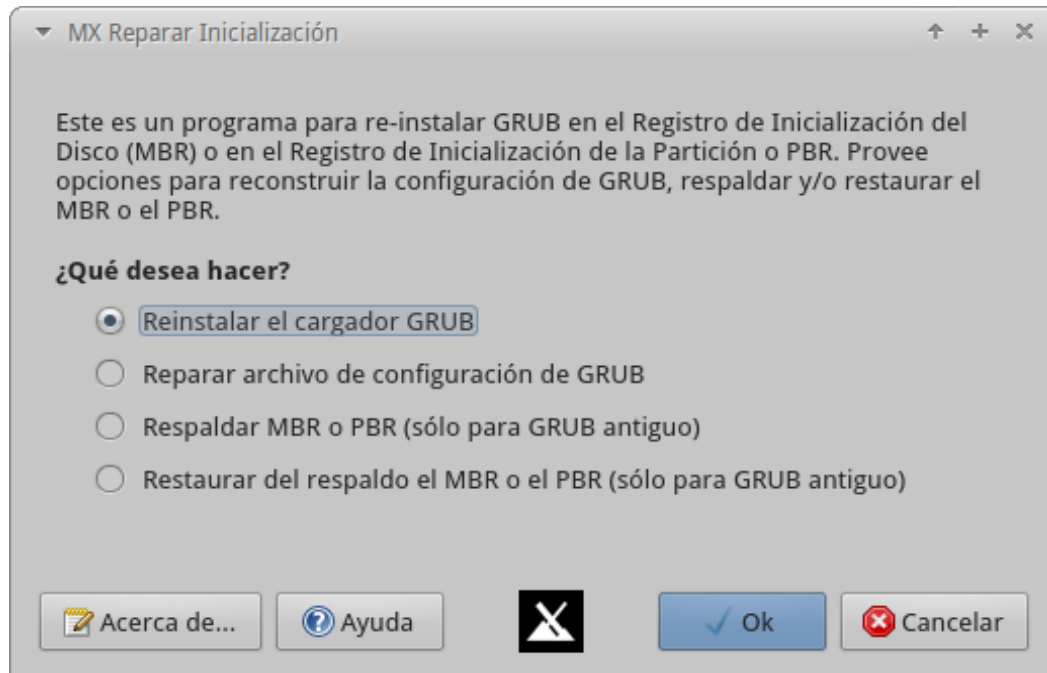 MX Reparar Inicialización
Este es un programa para re-instalar GRUB en el Registro de Inicialización del
Disco (MBR) o en el Registro de Inicialización de la Partición o PBR. Provee
opciones para reconstruir la configuración de GRUB, respaldar y/o restaurar el
MBR o el PBR.
¿Qué desea hacer?
Reinstalar el cargador GRUB
Reparar archivo de configuración de GRUB
Respaldar MBR o PBR (sólo para GRUB antiguo)
Restaurar del respaldo el MBR o el PBR (sólo para GRUB antiguo)
Acerca de... Ayuda Ok Cancelar